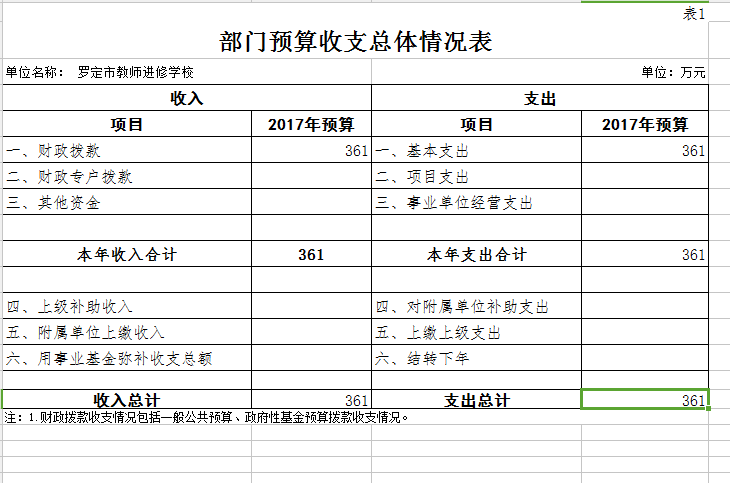 表1
部门预算收支总体情况表
单位名称： 罗定市教师进修学校 单位：万元
收入 支出
项目 2017年预算 项目 2017年预算
一、财政拨款 361 一、基本支出 361
二、财政专户拨款 二、项目支出
三、其他资金 三、事业单位经营支出
本年收入合计 361 本年支出合计 361
四、上级补助收入 四、对附属单位补助支出
五、附属单位上缴收入 五、上缴上级支出
六、用事业基金弥补收支总额 六、结转下年
收入总计 361 支出总计 361
注：1.财政拨款收支情况包括一般公共预算、政府性基金预算拨款收支情况。